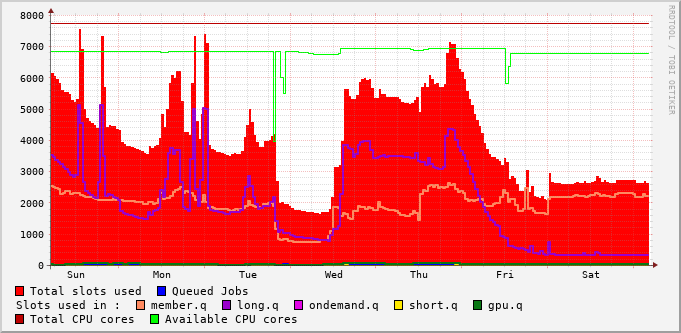 8000
7000
6000
5000
4000
3000
2000
1000
0
Sun Mon Tue Wed Thu Fri Sat
RRDTOOL / TOBI OETIKER
Total slots used Queued Jobs
Slots used in : member.q long.q ondemand.q short.q gpu.q
Total CPU cores Available CPU cores